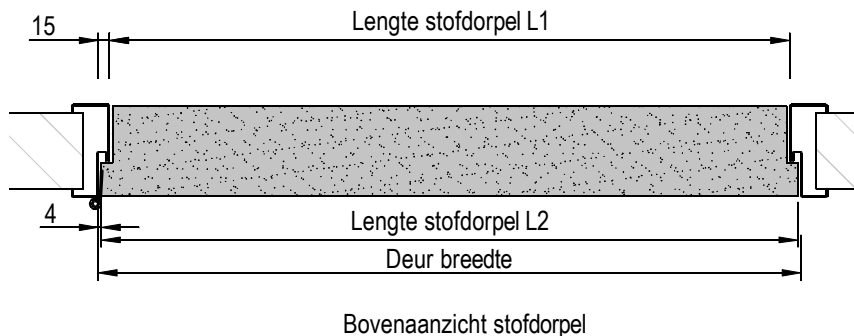 15
Lengte stofdorpel L1
4
Lengte stofdorpel L2
Deur breedte
Bovenaanzicht stofdorpel